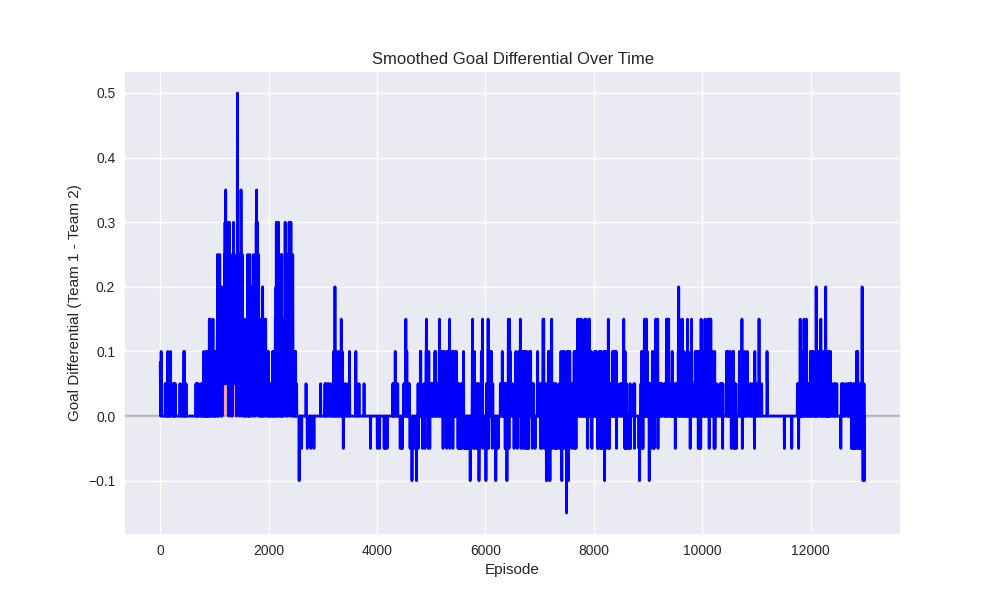 Smoothed Goal Differential Over Time
Goal Differential (Team 1 - Team 2)
0.5
0.4
0.3
0.2
0.1
0.0
−0.1
0 2000 4000 6000 8000 10000 12000
Episode